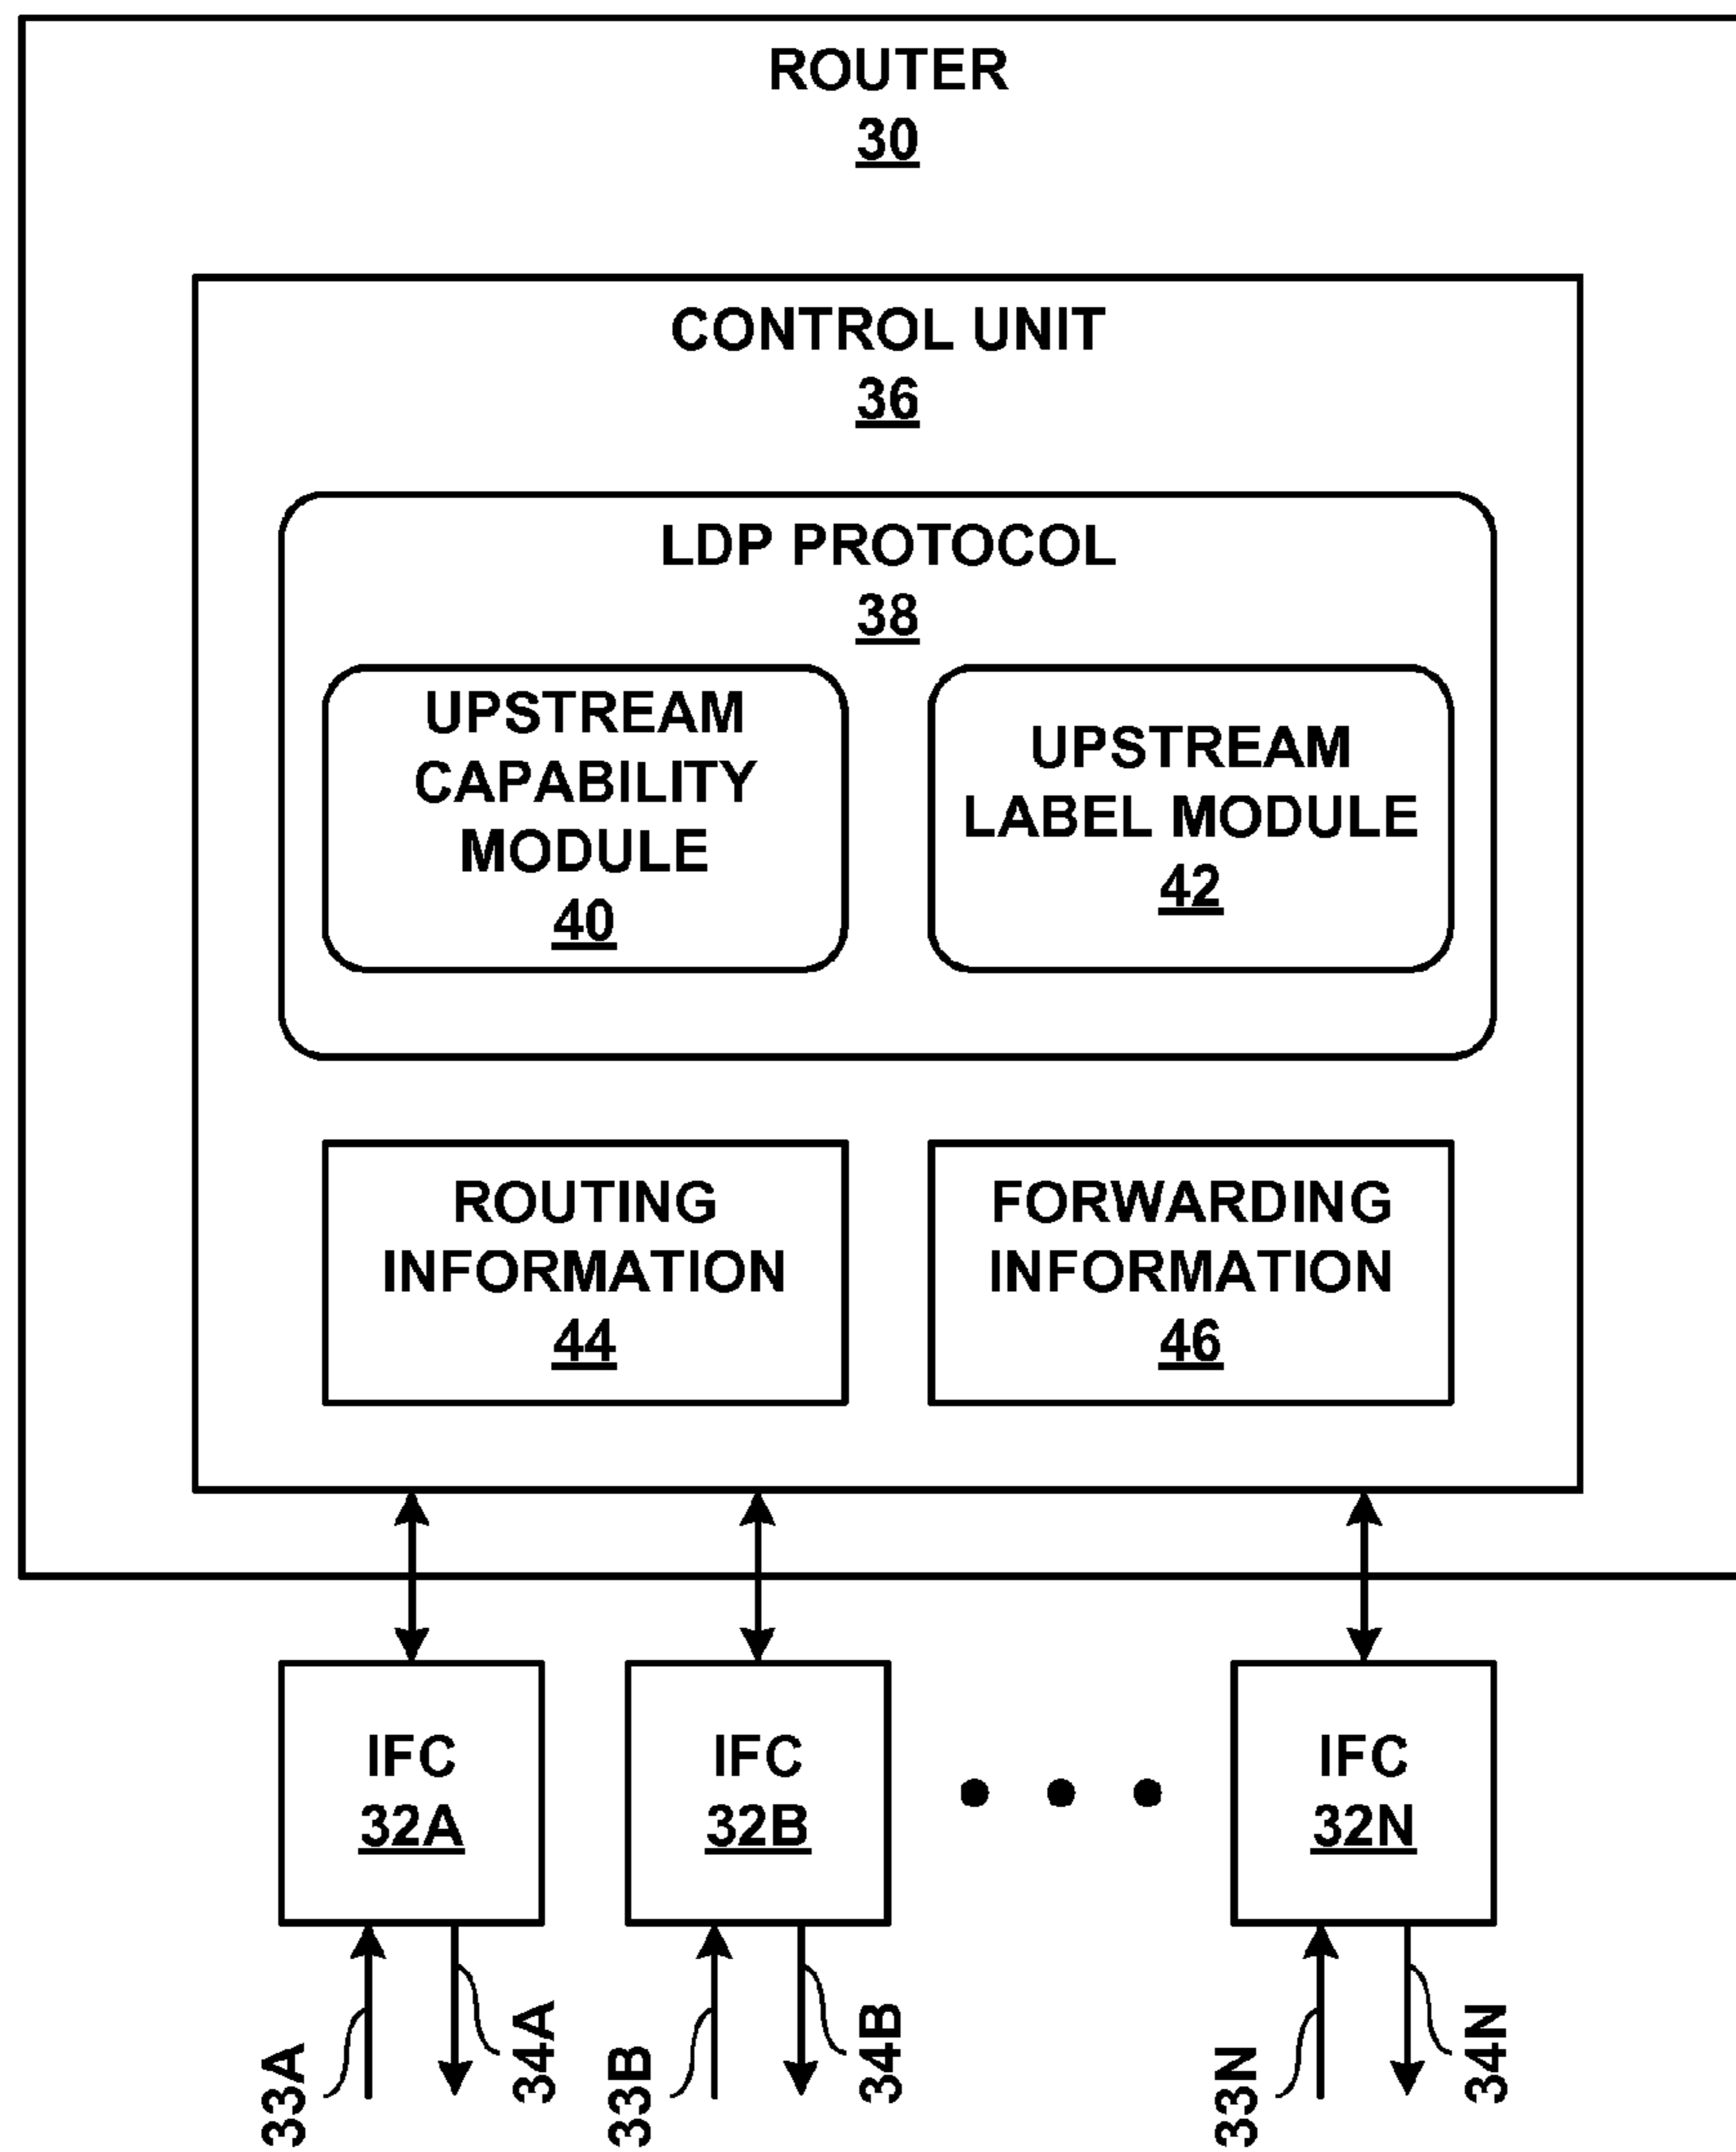 ROUTER
30
CONTROL UNIT
36
LDP PROTOCOL
38
UPSTREAM
CAPABILITY
MODULE
40
UPSTREAM
LABEL MODULE
42
ROUTING
INFORMATION
44
FORWARDING
INFORMATION
46
IFC
32A
IFC
32B
IFC
32N
33A
34A
33B
34B
33N
34N